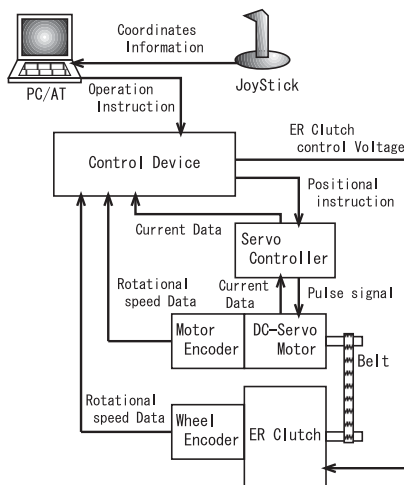 Coordinates
Information
PC/AT
Operation
Instruction
JoyStick
ER Clutch
control Voltage
Control Device
Positional
instruction
Current Data
Servo
Controller
Rotational
speed Data
Current
Data
Pulse signal
Motor
Encoder
DC-Servo
Motor
Belt
Rotational
speed Data
Wheel
Encoder
ER Clutch